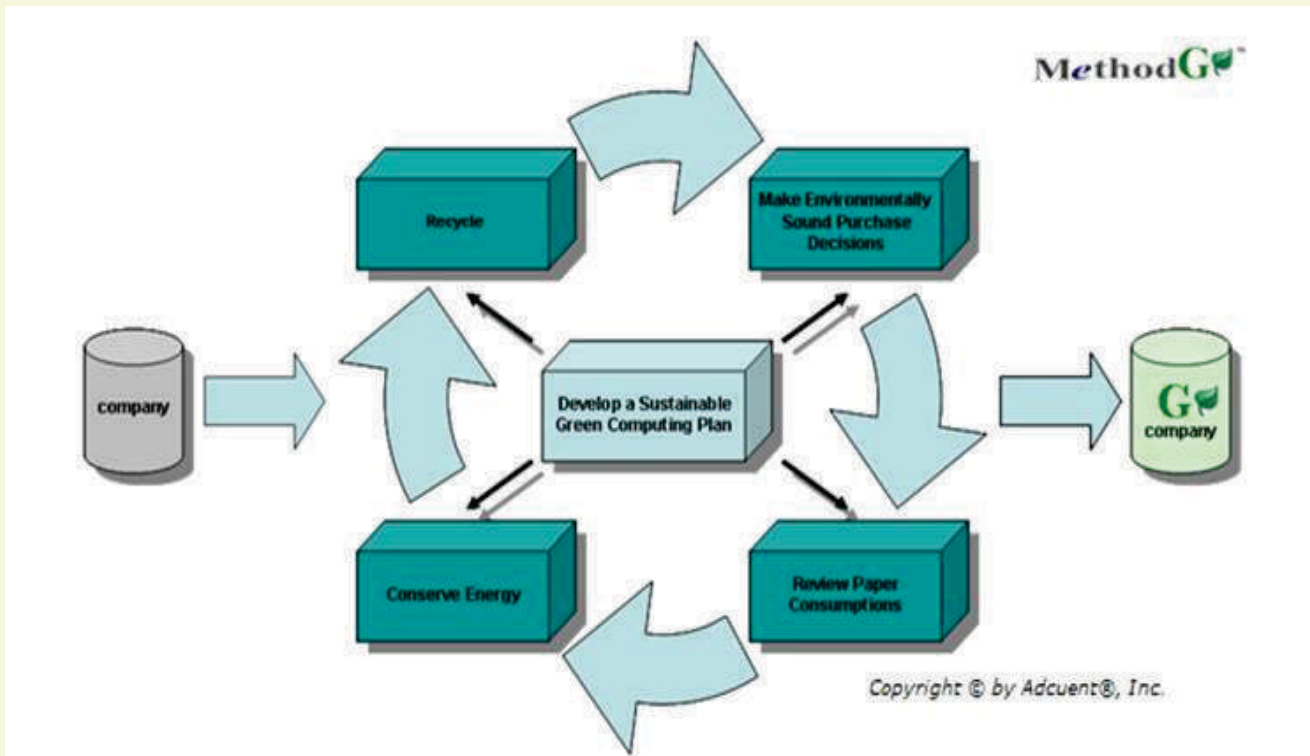 MethodG™
Recycle
Make Environmentally
Sound Purchase
Decisions
company
Develop a Sustainable
Green Computing Plan
G
company
Conserve Energy
Review Paper
Consumptions
Copyright © by Adcuent®, Inc.